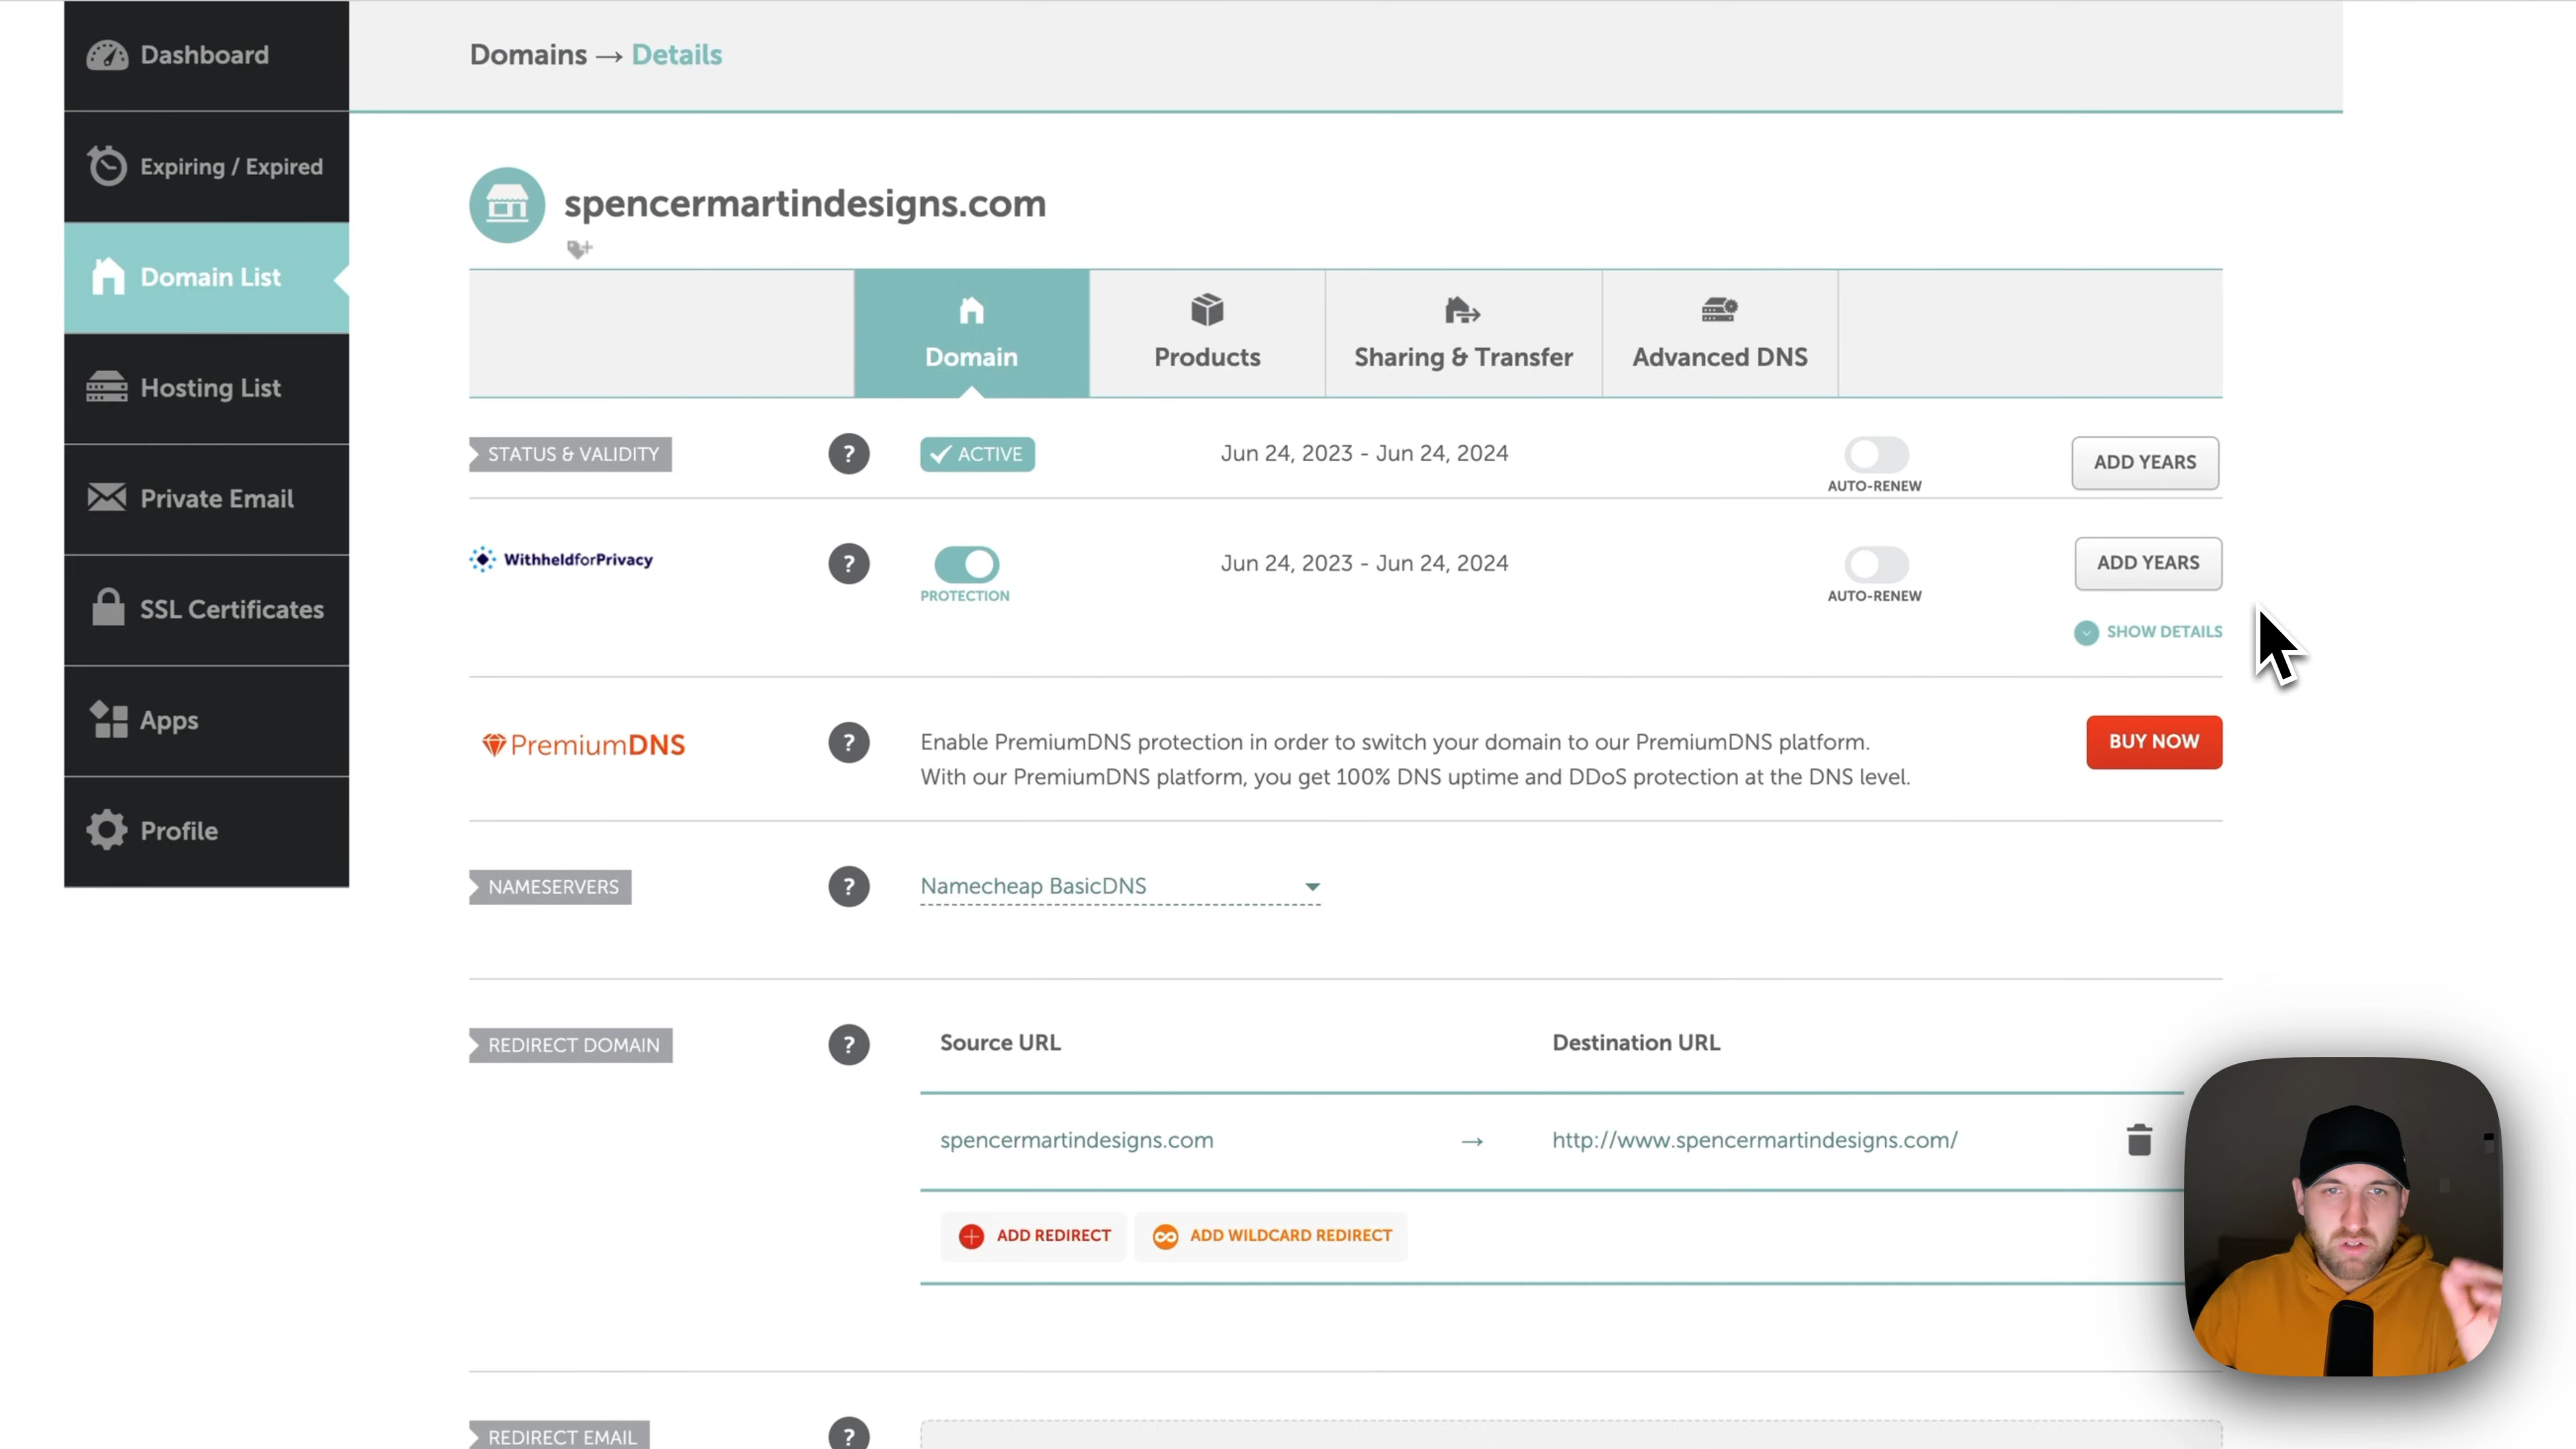 Dashboard
Expiring / Expired
Domain List
Hosting List
Private Email
SSL Certificates
Apps
Profile
Domains → Details
spencermartindesigns.com
Domain
Products
Sharing & Transfer
Advanced DNS
STATUS & VALIDITY
?
ACTIVE
Jun 24, 2023 - Jun 24, 2024
AUTO-RENEW
ADD YEARS
WithheldforPrivacy
?
PROTECTION
Jun 24, 2023 - Jun 24, 2024
AUTO-RENEW
ADD YEARS
SHOW DETAILS
PremiumDNS
?
Enable PremiumDNS protection in order to switch your domain to our PremiumDNS platform.
With our PremiumDNS platform, you get 100% DNS uptime and DDoS protection at the DNS level.
BUY NOW
NAMESERVERS
?
Namecheap BasicDNS
REDIRECT DOMAIN
?
Source URL
Destination URL
spencermartindesigns.com
→
http://www.spencermartindesigns.com/
ADD REDIRECT
ADD WILDCARD REDIRECT
REDIRECT EMAIL
?